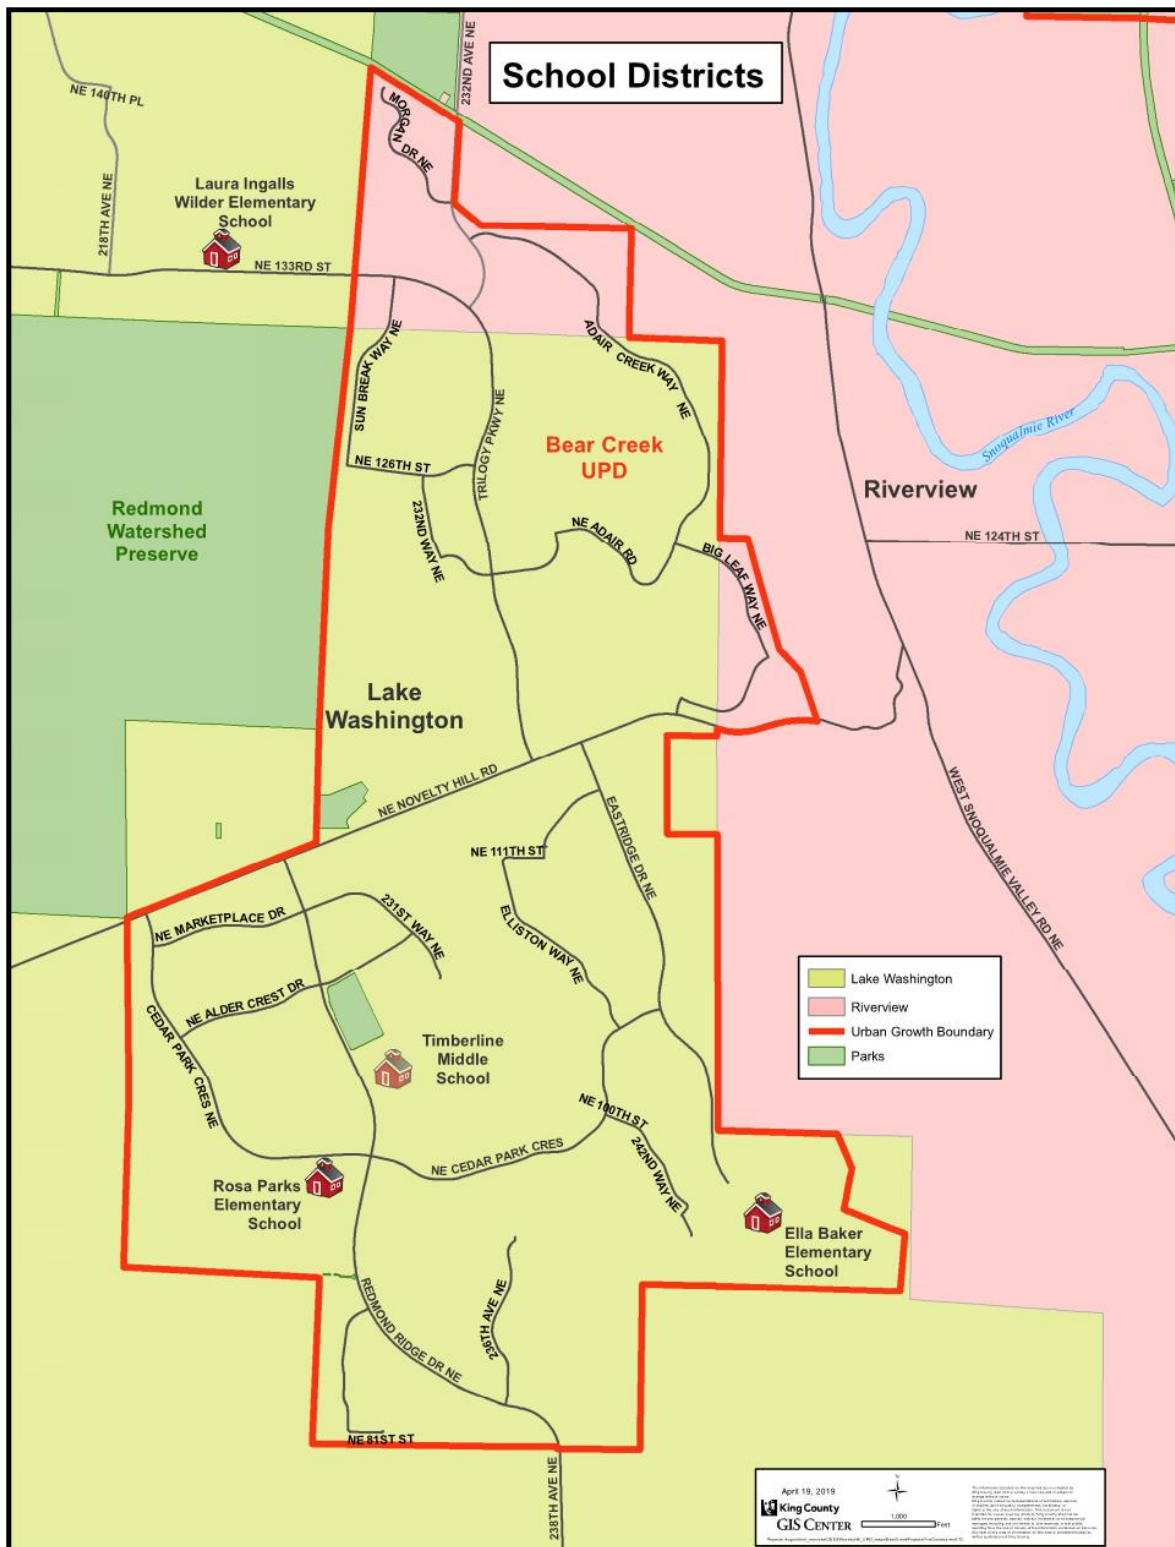 School Districts
232ND AVE NE
NE 140TH PL
MORGAN DR NE
218TH AVE NE
Laura Ingalls
Wilder Elementary
School
NE 133RD ST
ADAIR CREEK WAY NE
SUN BREAK WAY NE
TRILOGY PKWY NE
Snoqualmie River
Bear Creek
UPD
NE 126TH ST
Riverview
Redmond
Watershed
Preserve
232ND WAY NE
NE ADAIR RD
BIG LEAF WAY NE
NE 124TH ST
Lake
Washington
NE NOVELTY HILL RD
EASTRIDGE DR NE
WEST SNOQUALMIE VALLEY RD NE
NE 111TH ST
NE MARKETPLACE DR
231ST WAY NE
ELLISTON WAY NE
NE ALDER CREST DR
CEDAR PARK CRES NE
Lake Washington
Riverview
Urban Growth Boundary
Parks
Timberline
Middle
School
NE 100TH ST
242ND WAY NE
NE CEDAR PARK CRES
Rosa Parks
Elementary
School
Ella Baker
Elementary
School
REDMOND RIDGE DR NE
236TH AVE NE
NE 81ST ST
238TH AVE NE
April 19, 2019
N
King County
GIS CENTER
1,000
Feet